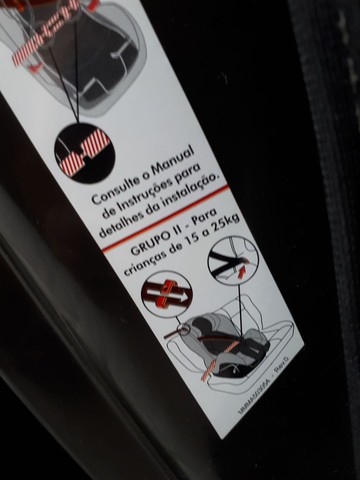 Consulte o Manual
de Instruções para
detalhes da instalação.
GRUPO II - Para
crianças de 15 a 25kg